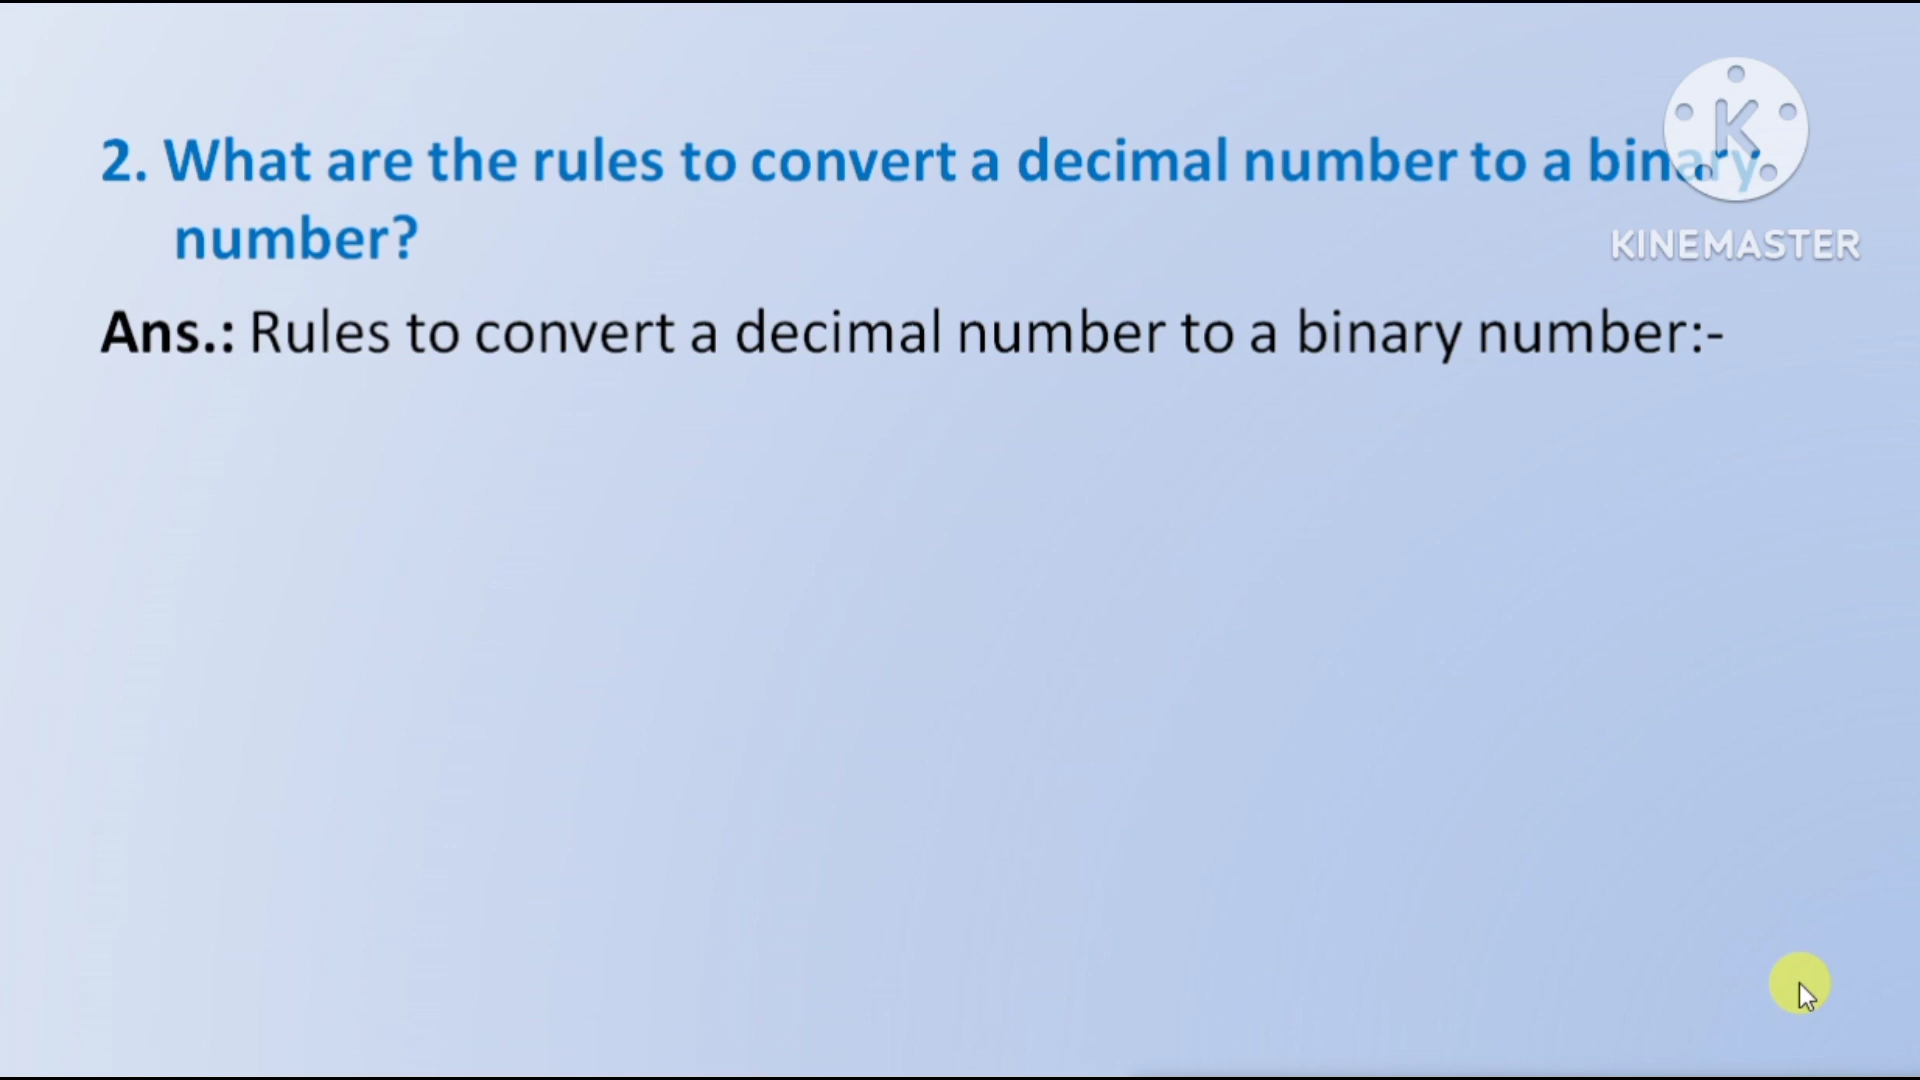 2. What are the rules to convert a decimal number to a binary
number?
Ans.: Rules to convert a decimal number to a binary number:-
K
KINEMASTER